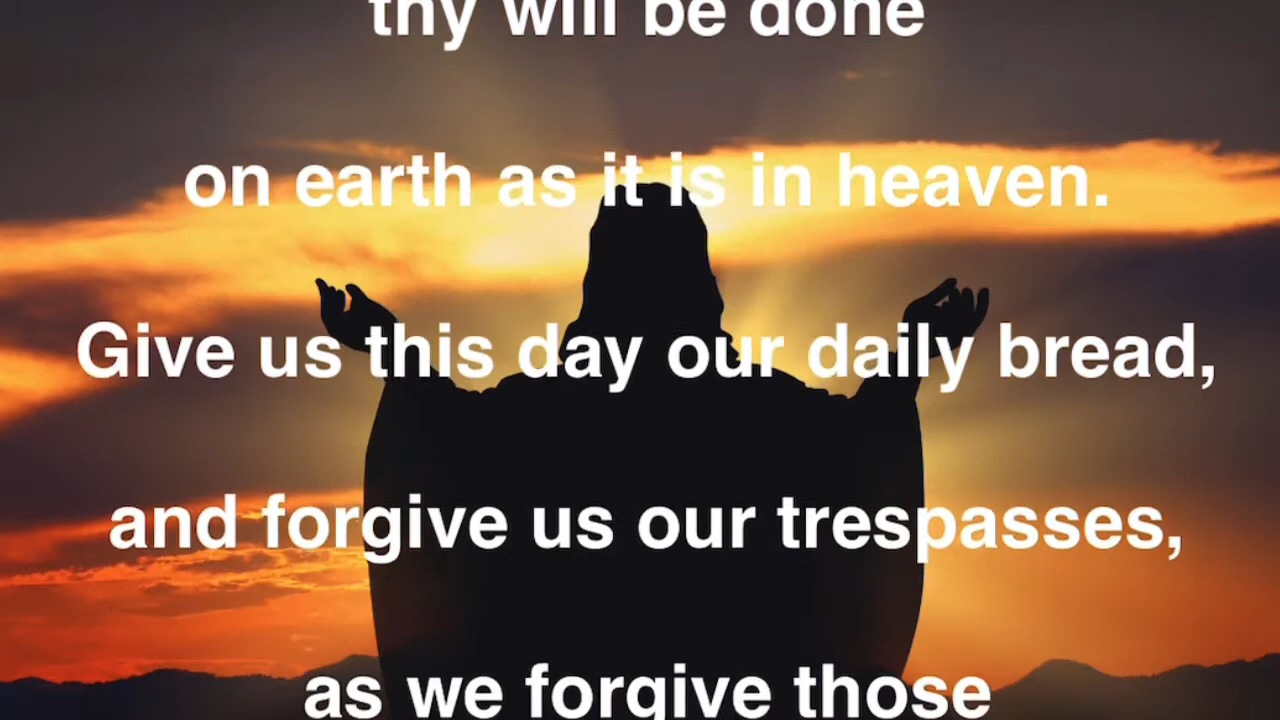 thy will be done
on earth as it is in heaven.
Give us this day our daily bread,
and forgive us our trespasses,
as we forgive those